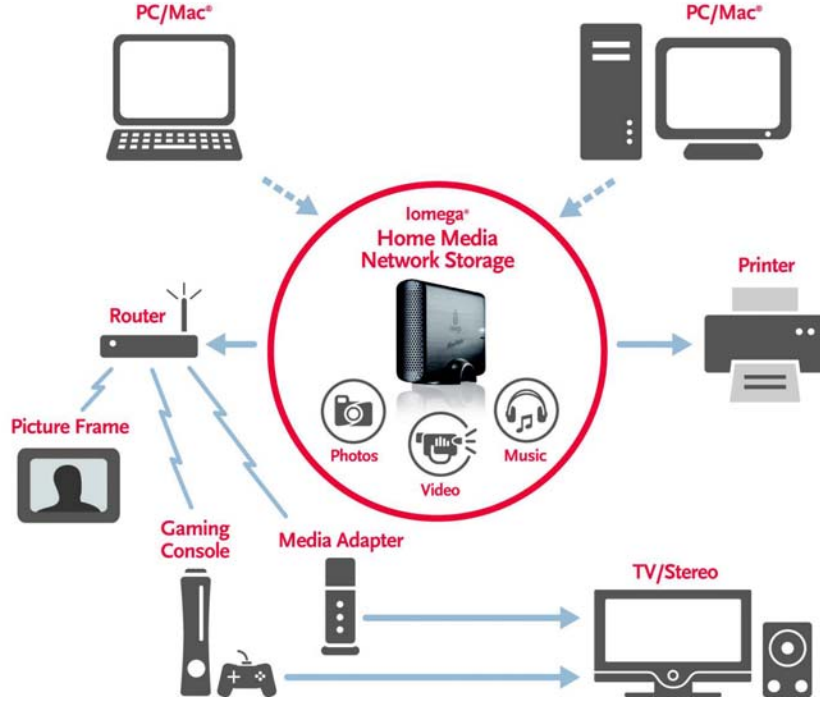 PC/Mac®
PC/Mac®
Iomega®
Home Media
Network Storage
Printer
Router
Picture Frame
Photos
Video
Music
Gaming
Console
Media Adapter
TV/Stereo